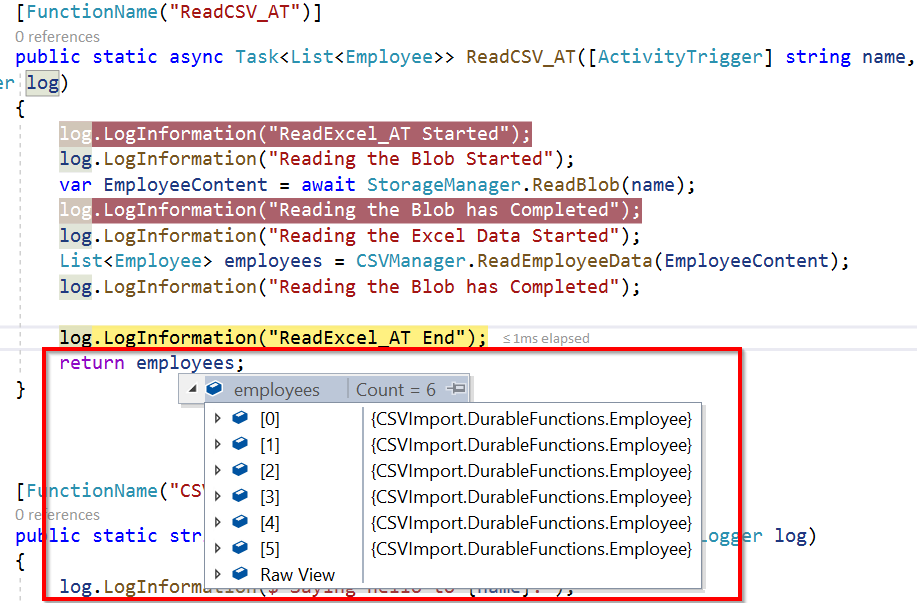 [FunctionName("ReadCSV_AT")]
0 references
public static async Task<List<Employee>> ReadCSV_AT([ActivityTrigger] string name,
er log)
{
log.LogInformation("ReadExcel_AT Started");
log.LogInformation("Reading the Blob Started");
var EmployeeContent = await StorageManager.ReadBlob(name);
log.LogInformation("Reading the Blob has Completed");
log.LogInformation("Reading the Excel Data Started");
List<Employee> employees = CSVManager.ReadEmployeeData(EmployeeContent);
log.LogInformation("Reading the Blob has Completed");
log.LogInformation("ReadExcel_AT End"); ≤1ms elapsed
return employees;
}
employees Count = 6
[0] {CSVImport.DurableFunctions.Employee}
[1] {CSVImport.DurableFunctions.Employee}
[2] {CSVImport.DurableFunctions.Employee}
[3] {CSVImport.DurableFunctions.Employee}
[4] {CSVImport.DurableFunctions.Employee}
[5] {CSVImport.DurableFunctions.Employee}
Raw View
[FunctionName("CS
0 references
public static str Logger log)
{
log.LogInformation($"Saying hello to {name}.");